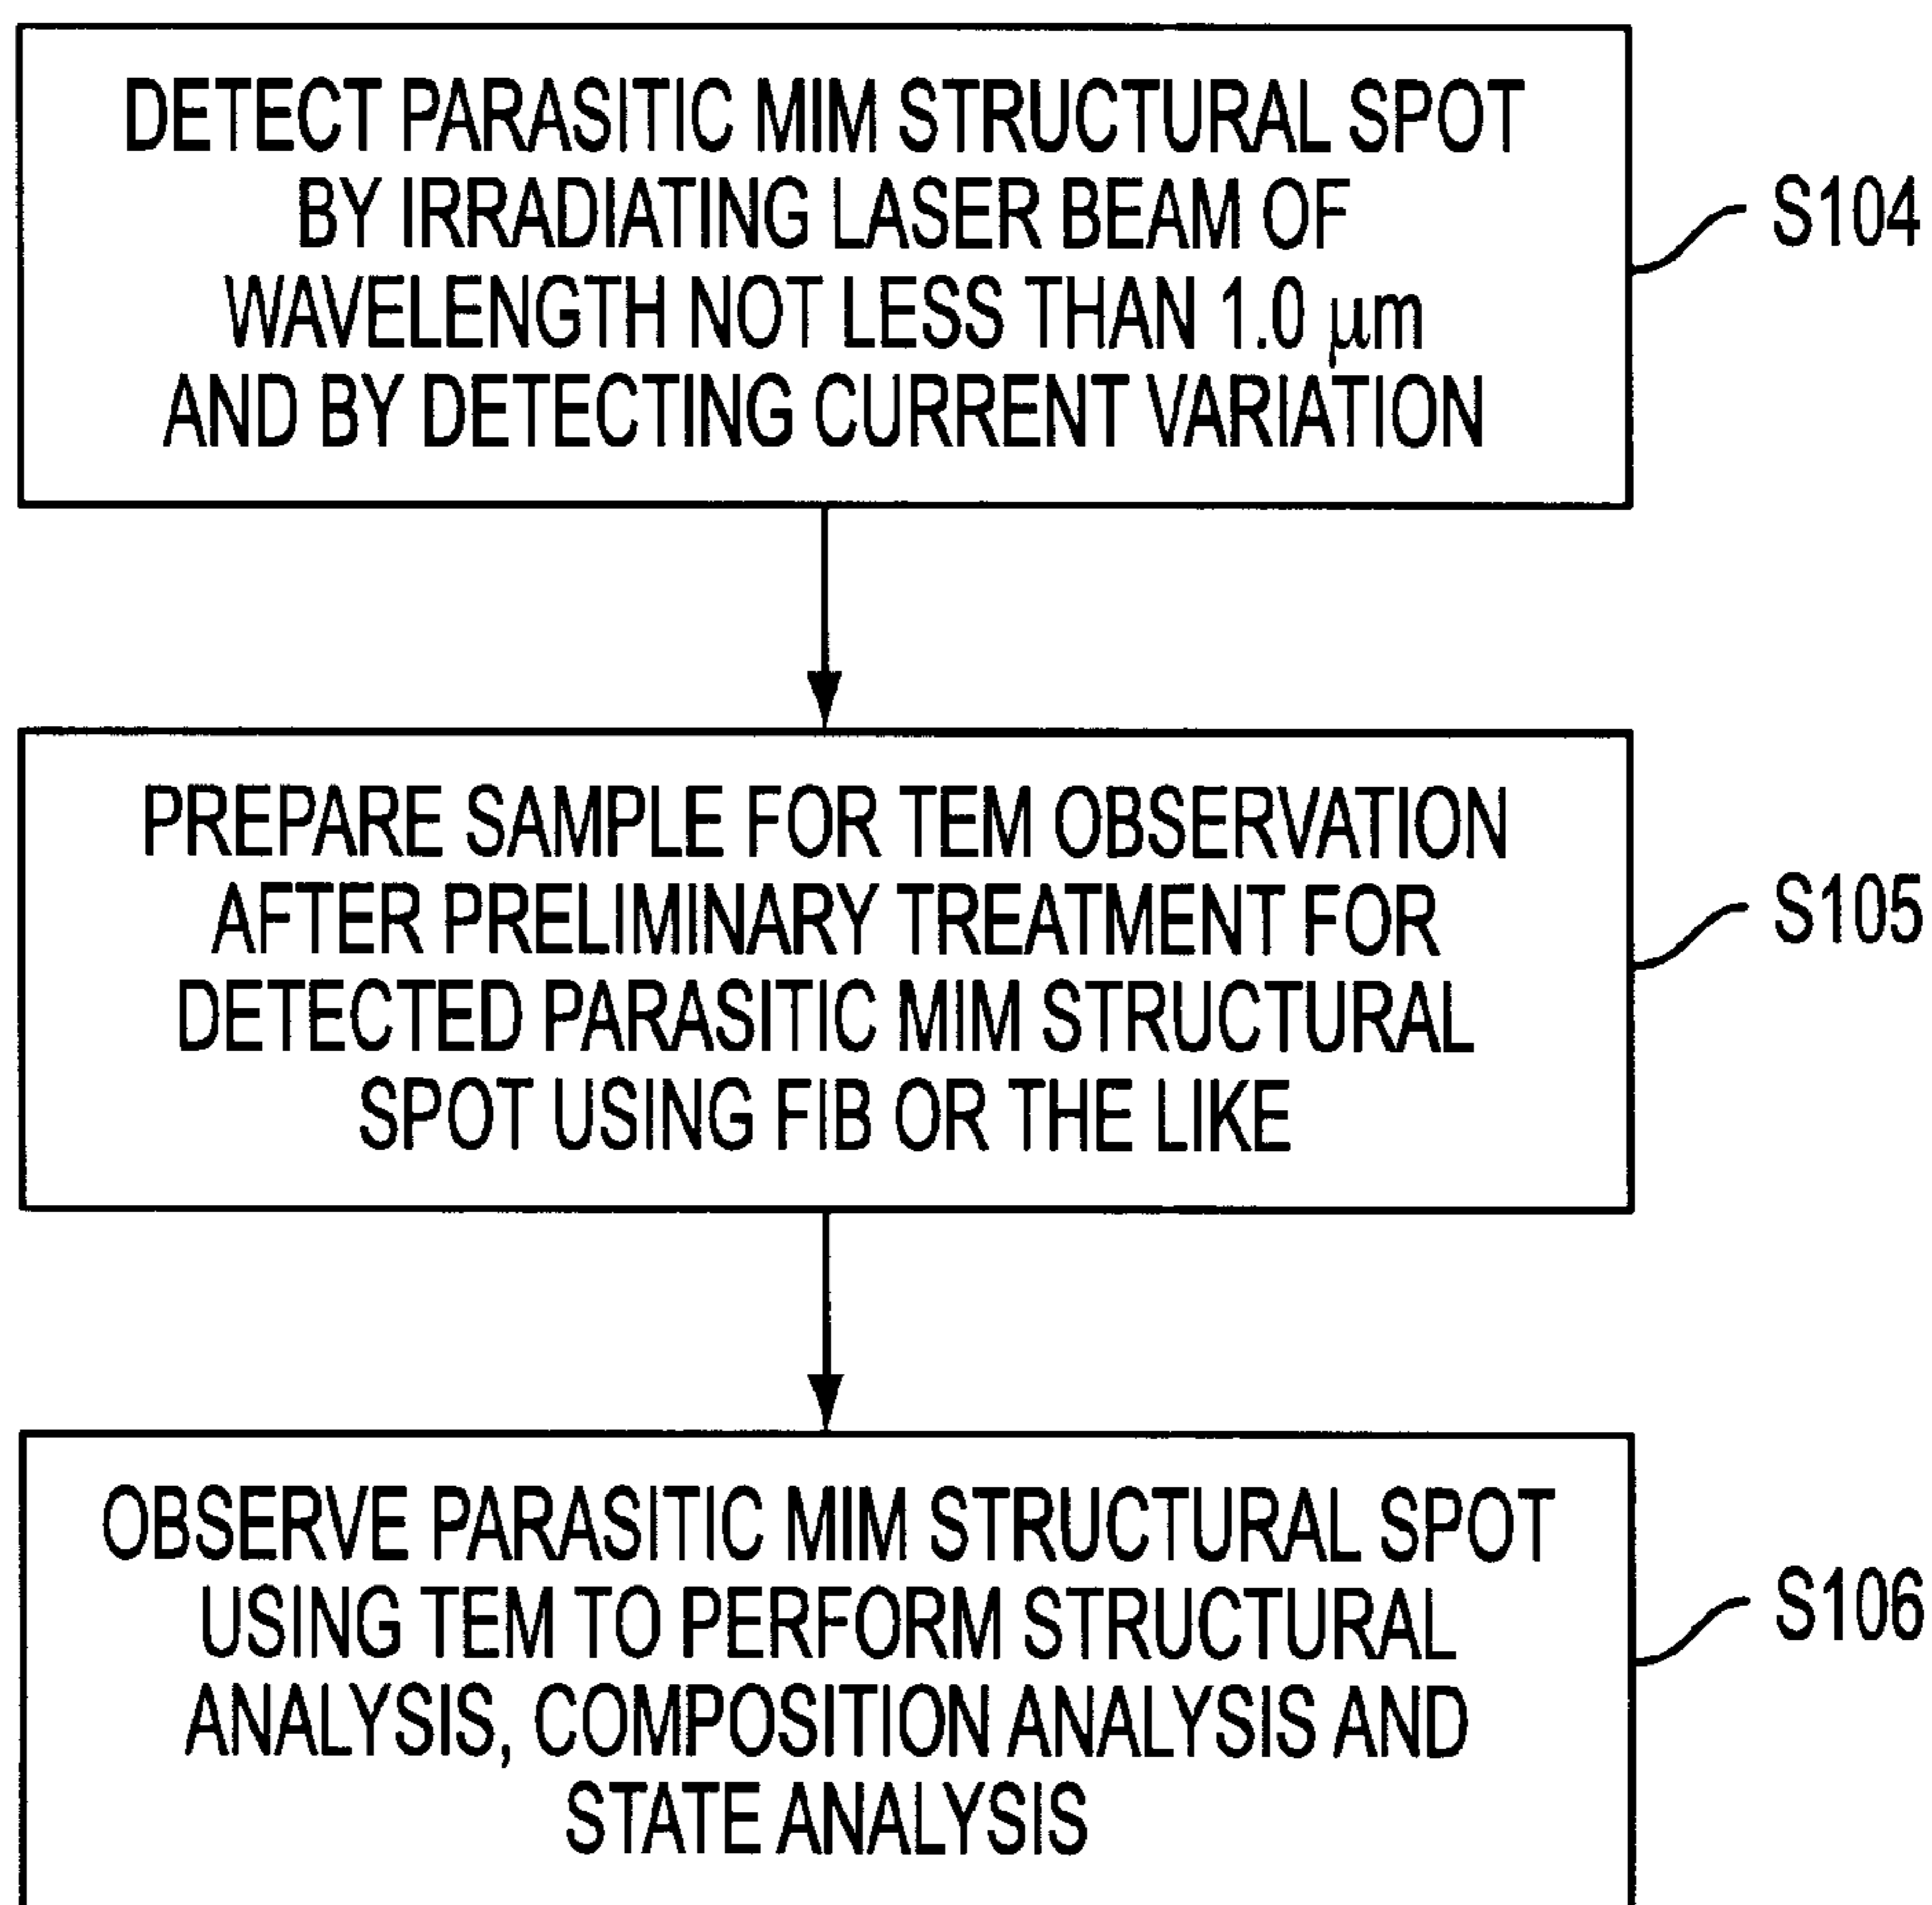 DETECT PARASITIC MIM STRUCTURAL SPOT
BY IRRADIATING LASER BEAM OF
WAVELENGTH NOT LESS THAN 1.0 μm
AND BY DETECTING CURRENT VARIATION
S104
PREPARE SAMPLE FOR TEM OBSERVATION
AFTER PRELIMINARY TREATMENT FOR
DETECTED PARASITIC MIM STRUCTURAL
SPOT USING FIB OR THE LIKE
S105
OBSERVE PARASITIC MIM STRUCTURAL SPOT
USING TEM TO PERFORM STRUCTURAL
ANALYSIS, COMPOSITION ANALYSIS AND
STATE ANALYSIS
S106